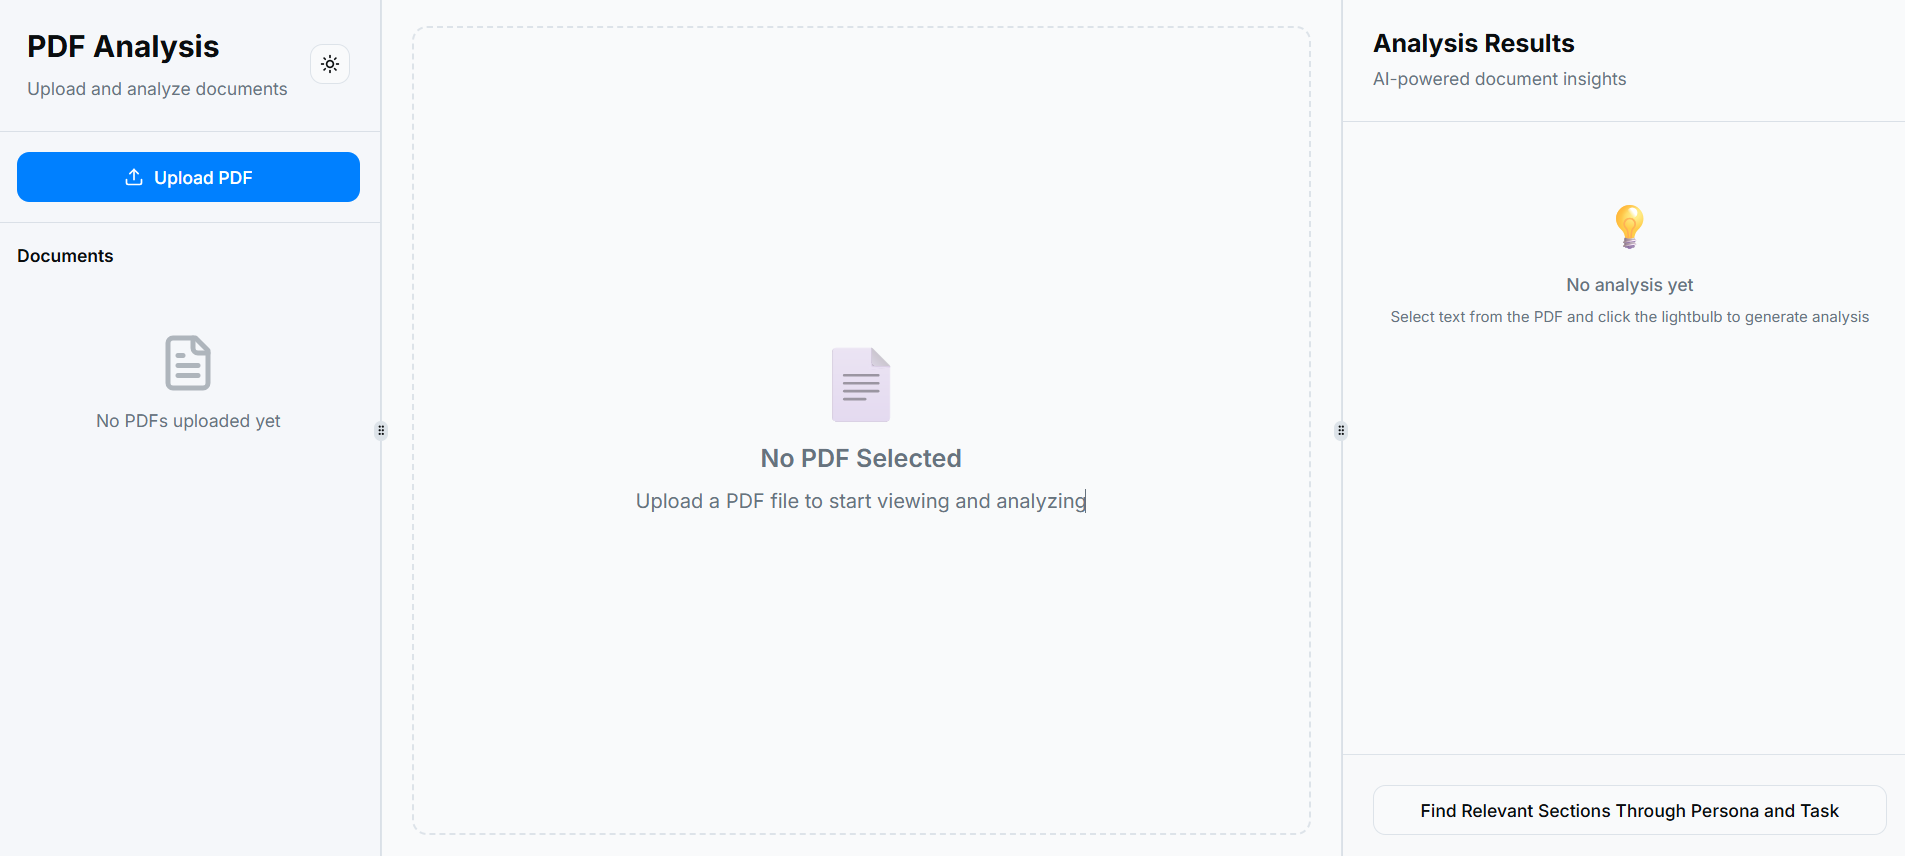 PDF Analysis
Upload and analyze documents
Upload PDF
Documents
No PDFs uploaded yet
No PDF Selected
Upload a PDF file to start viewing and analyzing
Analysis Results
AI-powered document insights
No analysis yet
Select text from the PDF and click the lightbulb to generate analysis
Find Relevant Sections Through Persona and Task